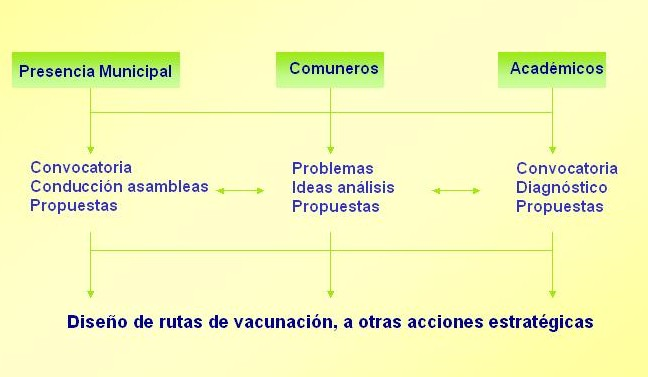 Presencia Municipal
Comuneros
Académicos
Convocatoria
Conducción asambleas
Propuestas
Problemas
Ideas análisis
Propuestas
Convocatoria
Diagnóstico
Propuestas
Diseño de rutas de vacunación, a otras acciones estratégicas